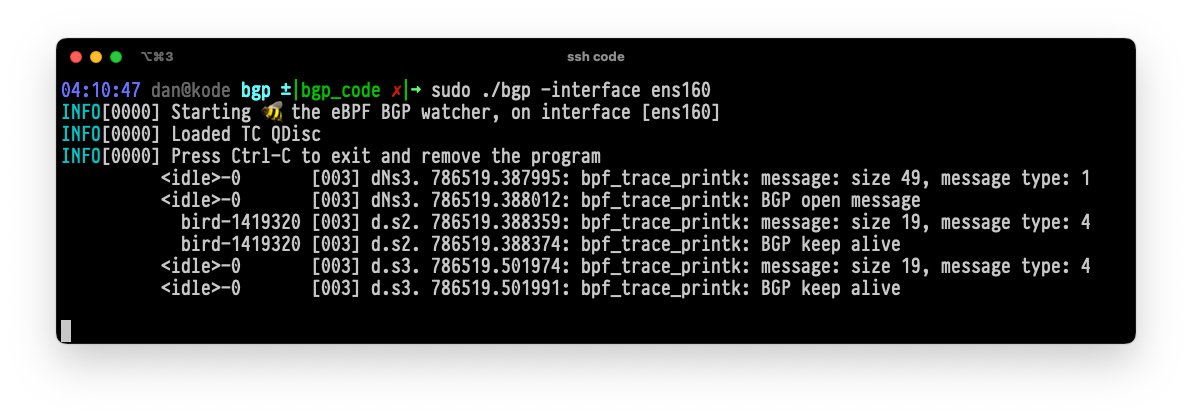 ⌥⌘3 ssh code
04:10:47 dan@kode bgp ±|bgp_code ✗|→ sudo ./bgp -interface ens160
INFO[0000] Starting 🐝 the eBPF BGP watcher, on interface [ens160]
INFO[0000] Loaded TC QDisc
INFO[0000] Press Ctrl-C to exit and remove the program
<idle>-0 [003] dNs3. 786519.387995: bpf_trace_printk: message: size 49, message type: 1
<idle>-0 [003] dNs3. 786519.388012: bpf_trace_printk: BGP open message
bird-1419320 [003] d.s2. 786519.388359: bpf_trace_printk: message: size 19, message type: 4
bird-1419320 [003] d.s2. 786519.388374: bpf_trace_printk: BGP keep alive
<idle>-0 [003] d.s3. 786519.501974: bpf_trace_printk: message: size 19, message type: 4
<idle>-0 [003] d.s3. 786519.501991: bpf_trace_printk: BGP keep alive